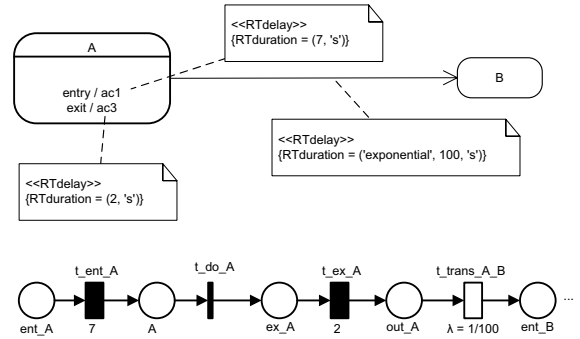 <<RTdelay>>
{RTduration = (7, 's')}
A
B
entry / ac1
exit / ac3
<<RTdelay>>
{RTduration = ('exponential', 100, 's')}
<<RTdelay>>
{RTduration = (2, 's')}
t_ent_A t_do_A t_ex_A t_trans_A_B
...
ent_A 7 A ex_A 2 out_A λ = 1/100 ent_B